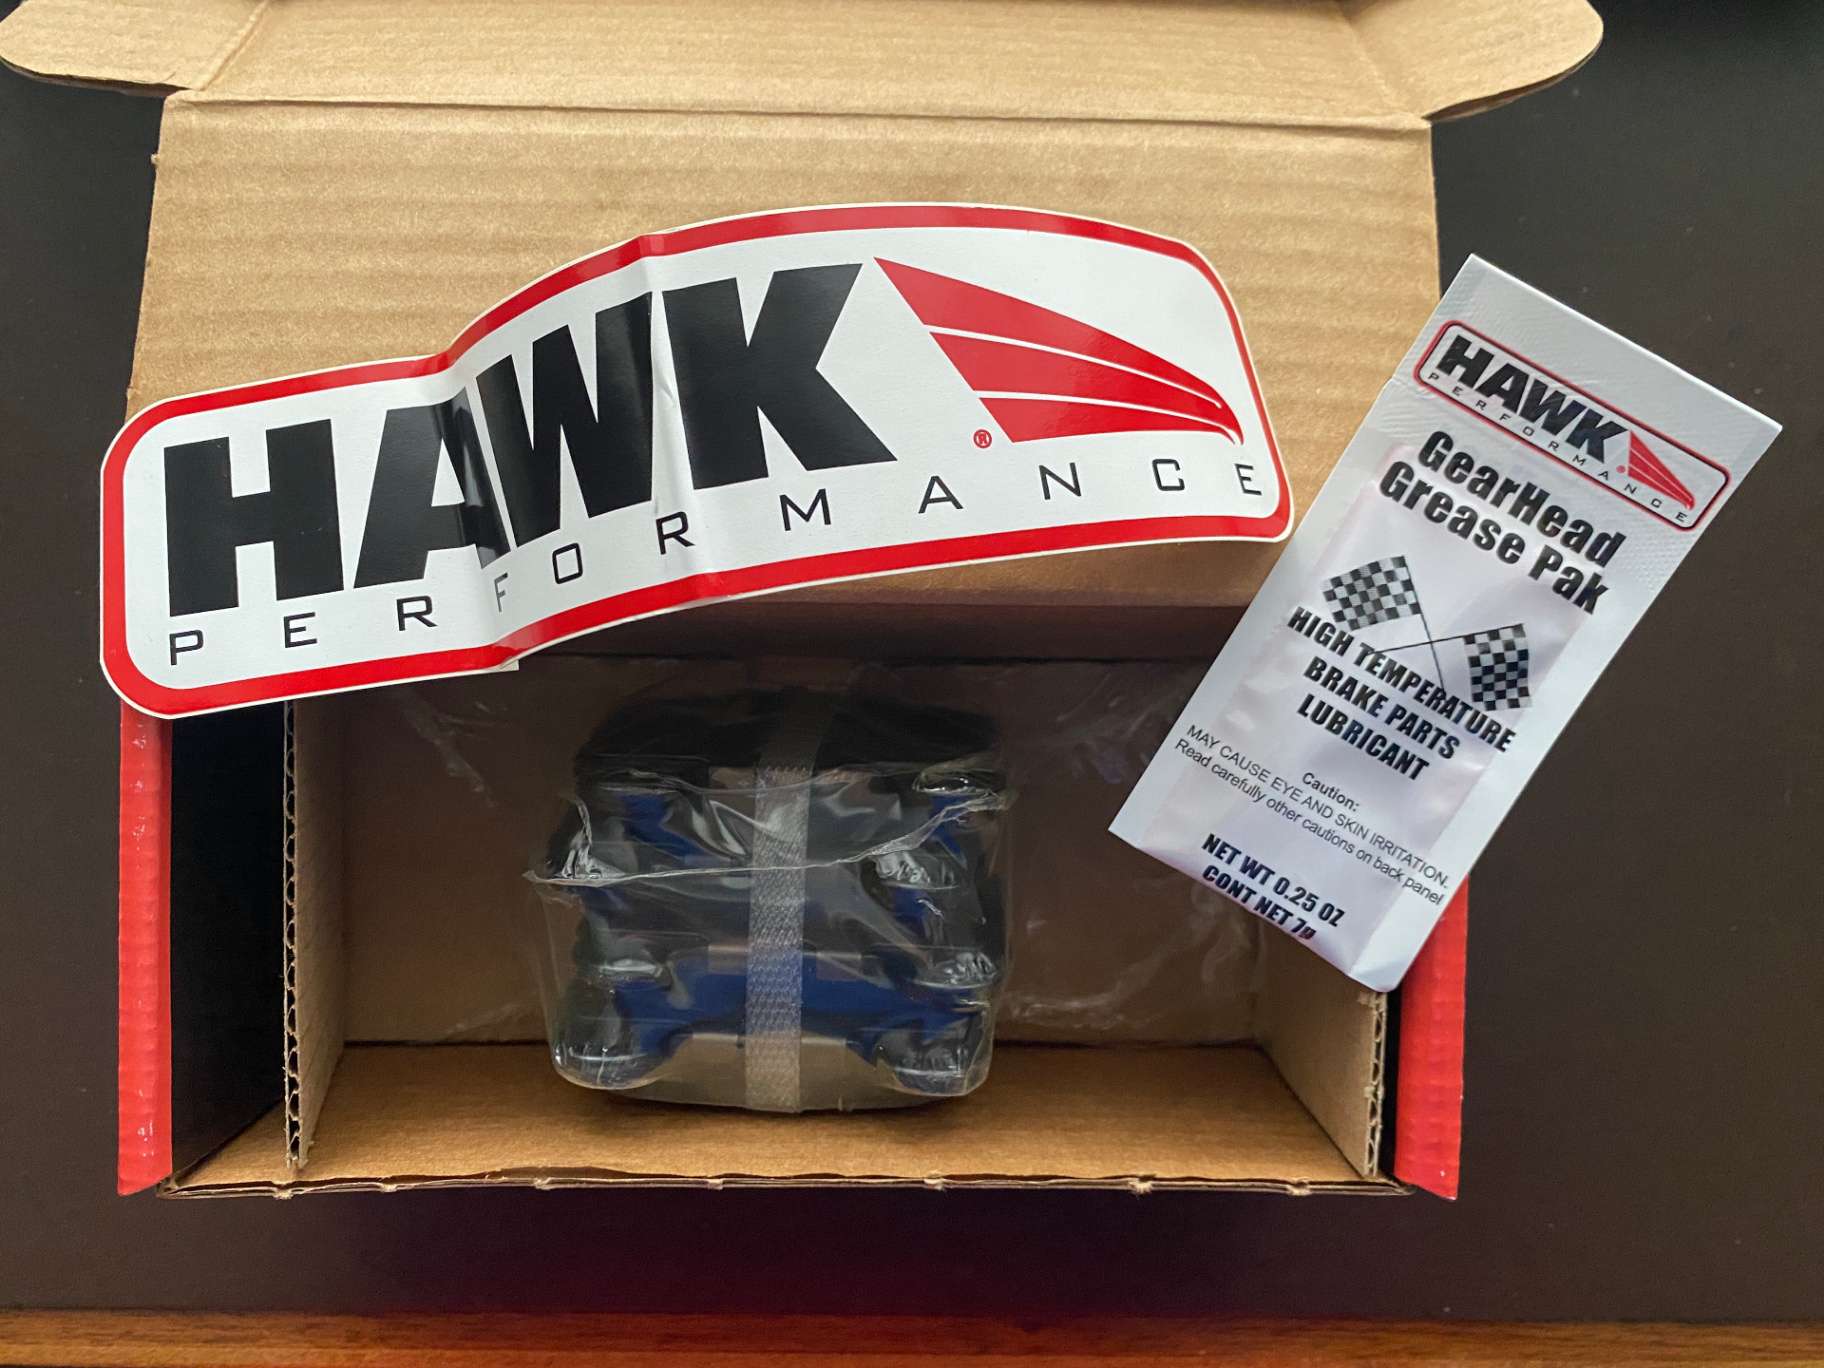 HAWK
®
PERFORMANCE
HAWK
®
PERFORMANCE
GearHead
Grease Pak
HIGH TEMPERATURE
BRAKE PARTS
LUBRICANT
Caution:
MAY CAUSE EYE AND SKIN IRRITATION.
Read carefully other cautions on back panel
NET WT 0.25 OZ
CONT NET 7g